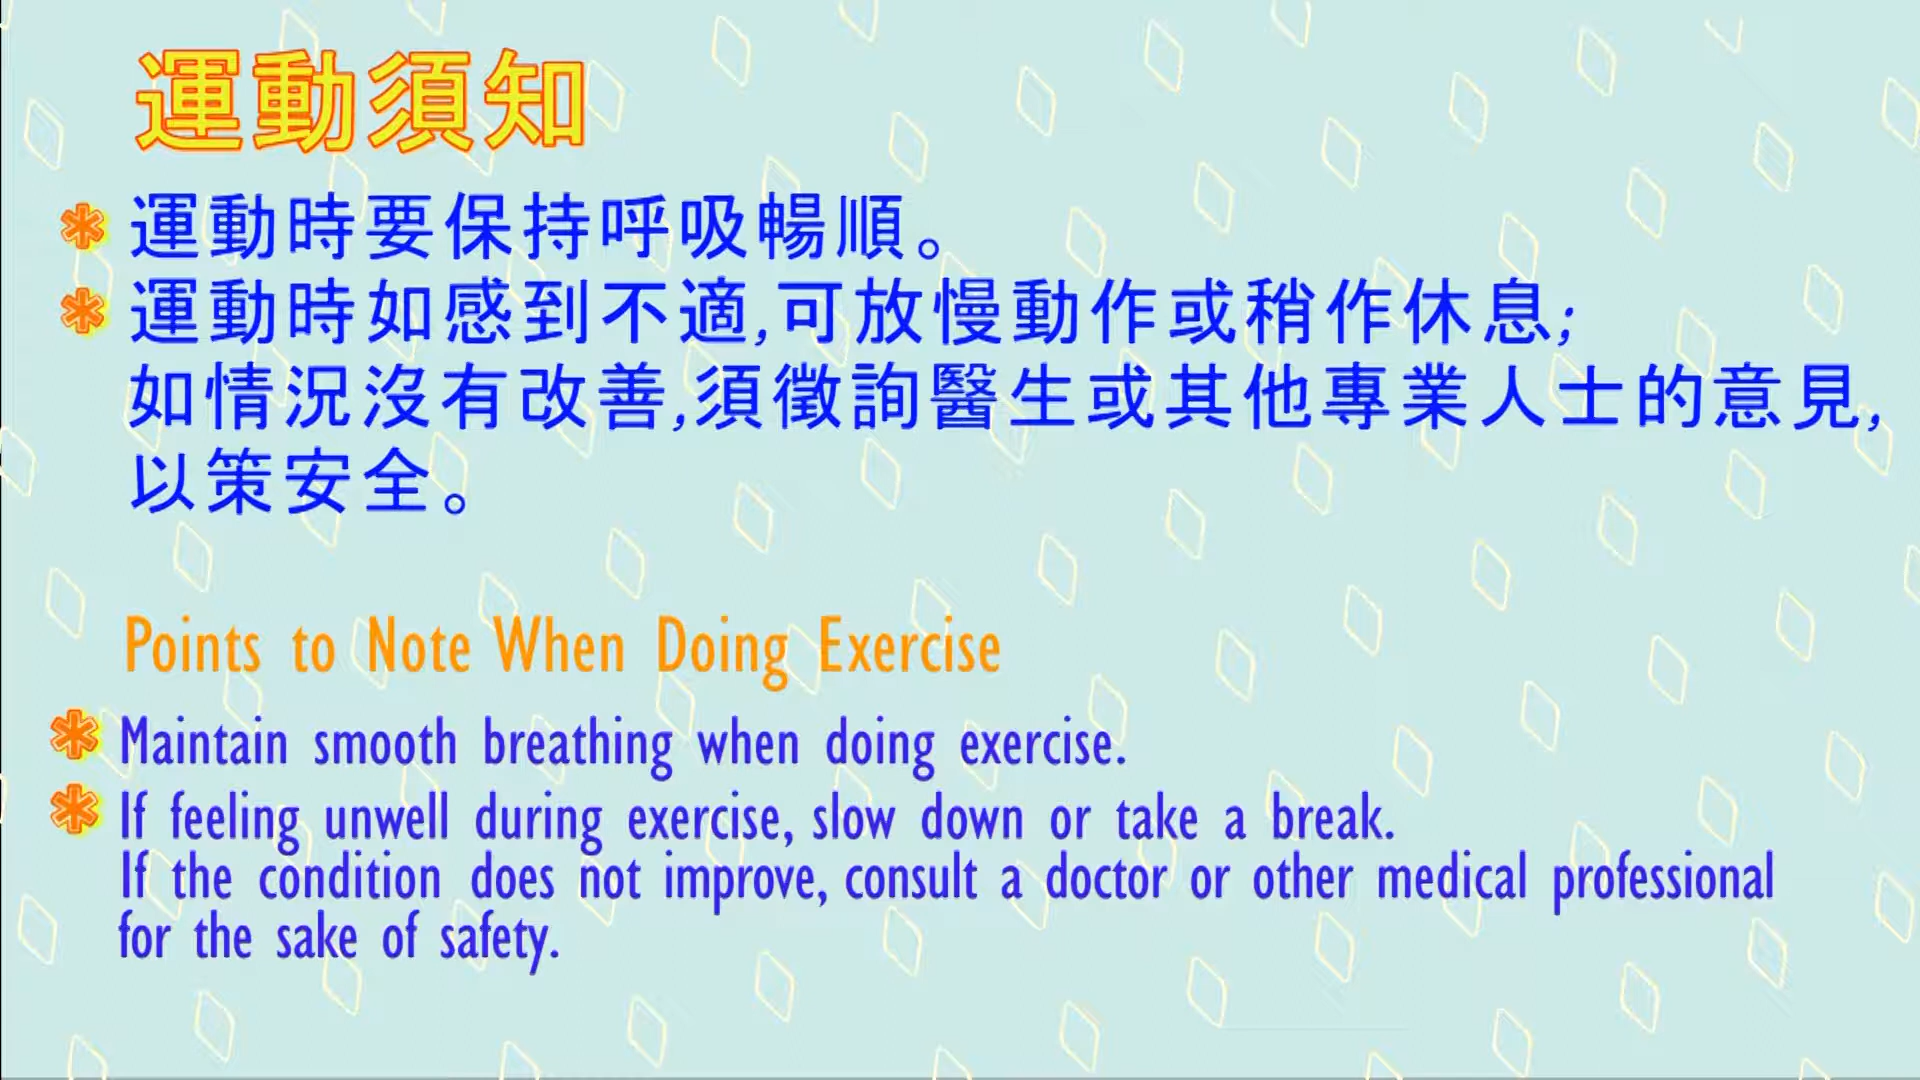 運動須知
* 運動時要保持呼吸暢順。
* 運動時如感到不適,可放慢動作或稍作休息;
如情況沒有改善,須徵詢醫生或其他專業人士的意見,
以策安全。
Points to Note When Doing Exercise
* Maintain smooth breathing when doing exercise.
* If feeling unwell during exercise, slow down or take a break.
If the condition does not improve, consult a doctor or other medical professional
for the sake of safety.